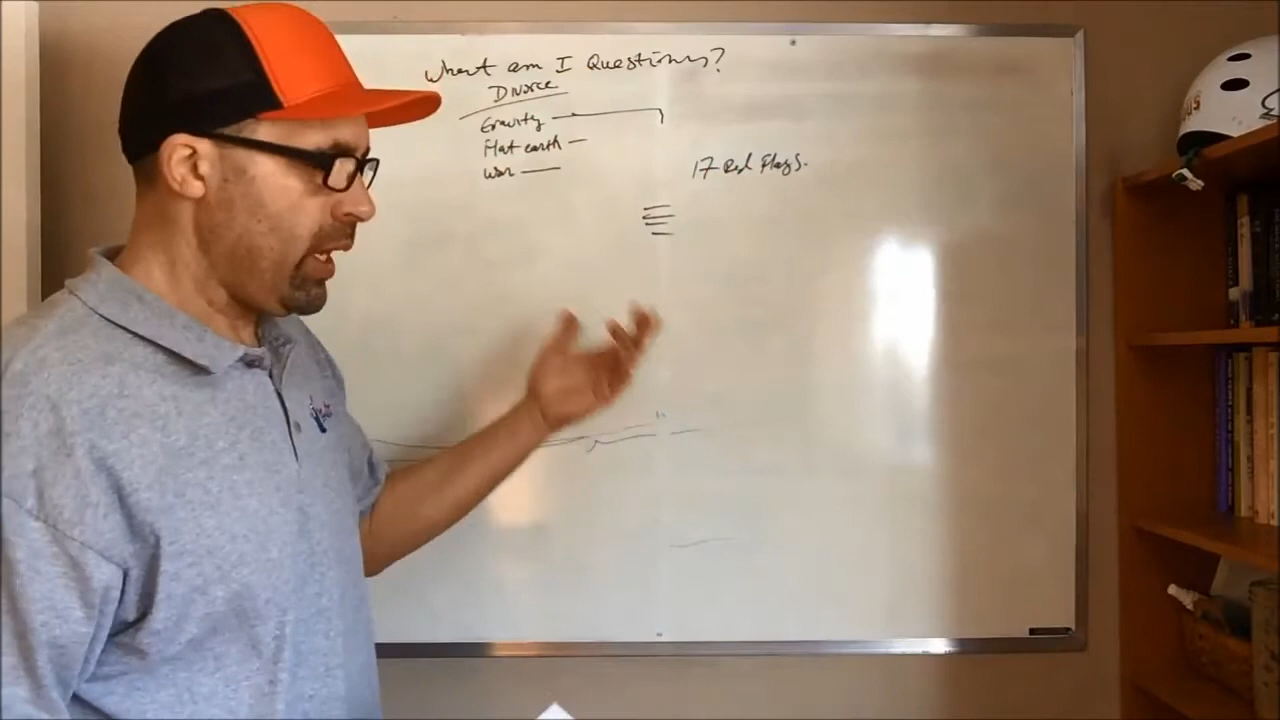 What am I Questioning?
Divorce
Gravity
Flat earth
War
17 Red Flags.